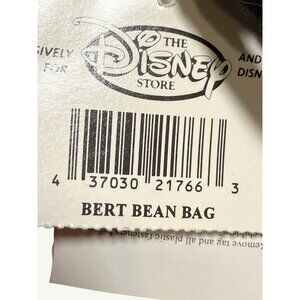 THE
SIVELY DISNEY AND
FOR STORE DISN
4 37030 21766 3
BERT BEAN BAG
Remove tag and all plastic fasten